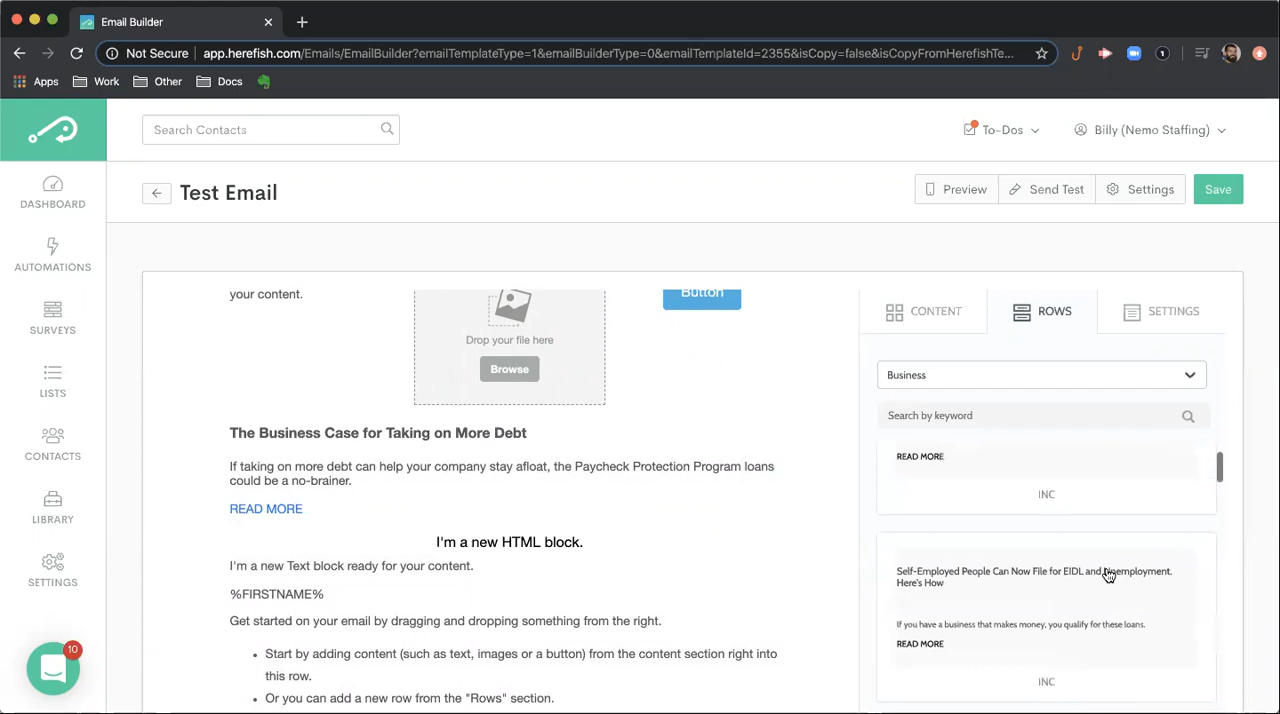 Email Builder
Not Secure
app.herefish.com/Emails/EmailBuilder?emailTemplateType=1&emailBuilderType=0&emailTemplateId=2355&isCopy=false&isCopyFromHerefishTe...
Apps
Work
Other
Docs
Search Contacts
To-Dos
Billy (Nemo Staffing)
Test Email
Preview
Send Test
Settings
Save
DASHBOARD
AUTOMATIONS
SURVEYS
LISTS
CONTACTS
LIBRARY
SETTINGS
10
your content.
Drop your file here
Browse
Button
The Business Case for Taking on More Debt
If taking on more debt can help your company stay afloat, the Paycheck Protection Program loans
could be a no-brainer.
READ MORE
I'm a new HTML block.
I'm a new Text block ready for your content.
%FIRSTNAME%
Get started on your email by dragging and dropping something from the right.
• Start by adding content (such as text, images or a button) from the content section right into
this row.
• Or you can add a new row from the "Rows" section.
CONTENT
ROWS
SETTINGS
Business
Search by keyword
READ MORE
INC
Self-Employed People Can Now File for EIDL and Unemployment.
Here's How
If you have a business that makes money, you qualify for these loans.
READ MORE
INC